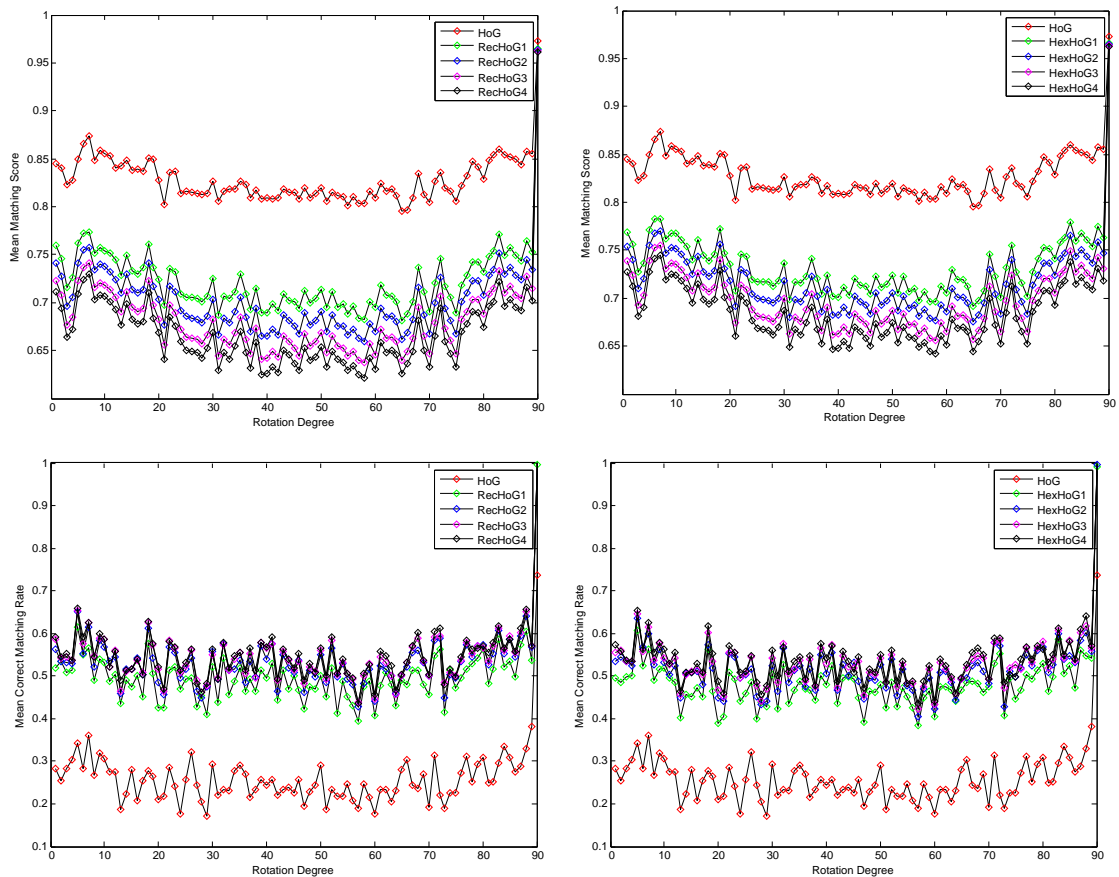 1
0.95
0.9
0.85
0.8
0.75
0.7
0.65
0 10 20 30 40 50 60 70 80 90
Rotation Degree
Mean Matching Score
HoG
RecHoG1
RecHoG2
RecHoG3
RecHoG4
1
0.95
0.9
0.85
0.8
0.75
0.7
0.65
0 10 20 30 40 50 60 70 80 90
Rotation Degree
Mean Matching Score
HoG
HexHoG1
HexHoG2
HexHoG3
HexHoG4
1
0.9
0.8
0.7
0.6
0.5
0.4
0.3
0.2
0.1
0 10 20 30 40 50 60 70 80 90
Rotation Degree
Mean Correct Matching Rate
HoG
RecHoG1
RecHoG2
RecHoG3
RecHoG4
1
0.9
0.8
0.7
0.6
0.5
0.4
0.3
0.2
0.1
0 10 20 30 40 50 60 70 80 90
Rotation Degree
Mean Correct Matching Rate
HoG
HexHoG1
HexHoG2
HexHoG3
HexHoG4